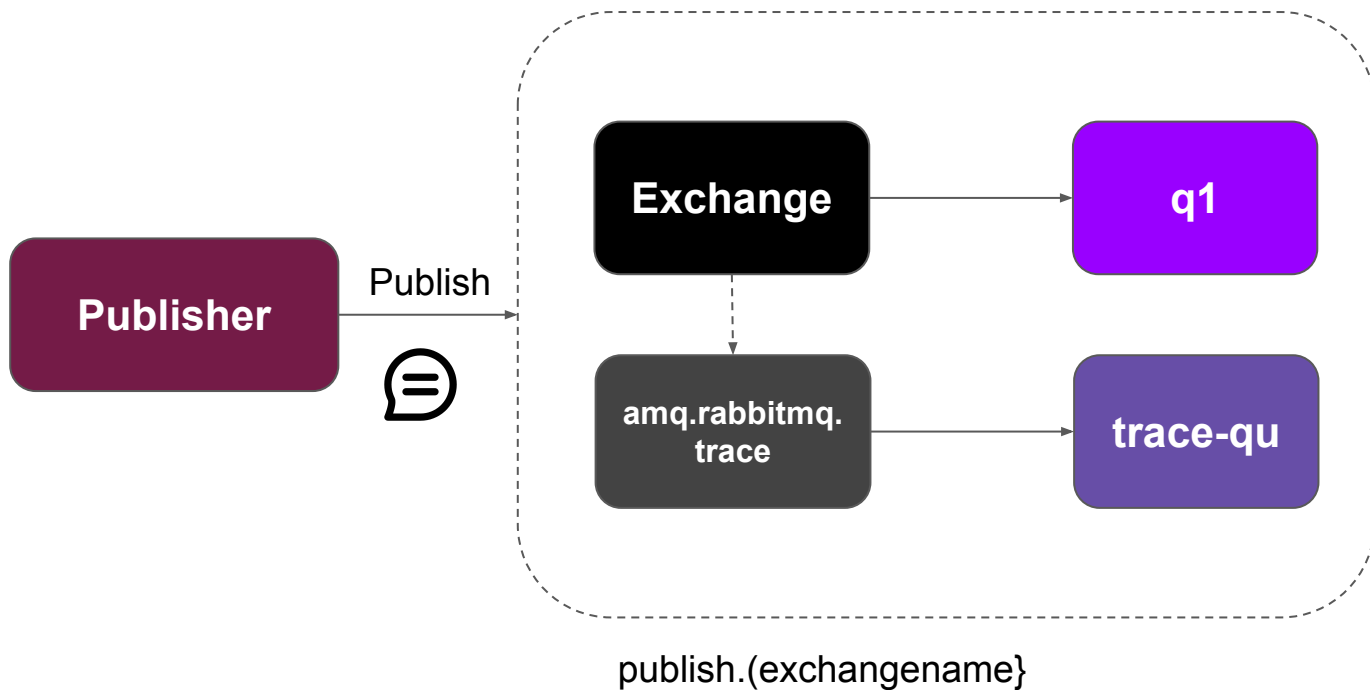 Exchange
q1
Publish
Publisher
amq.rabbitmq.
trace
trace-qu
publish.(exchangename}